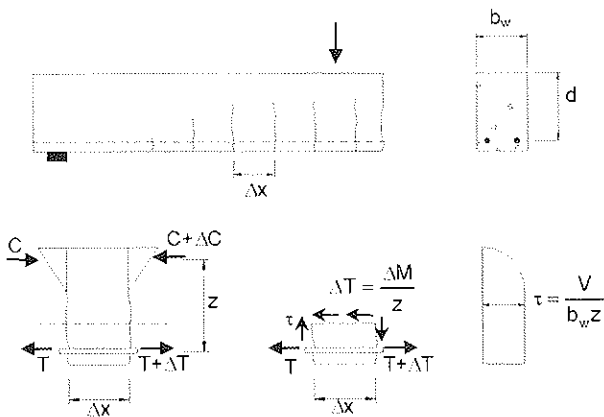 b_w
d
Δx
C
C+ΔC
z
T
T+ΔT
Δx
ΔT = ΔM/z
τ
T+ΔT
T
Δx
τ = V/(b_w z)